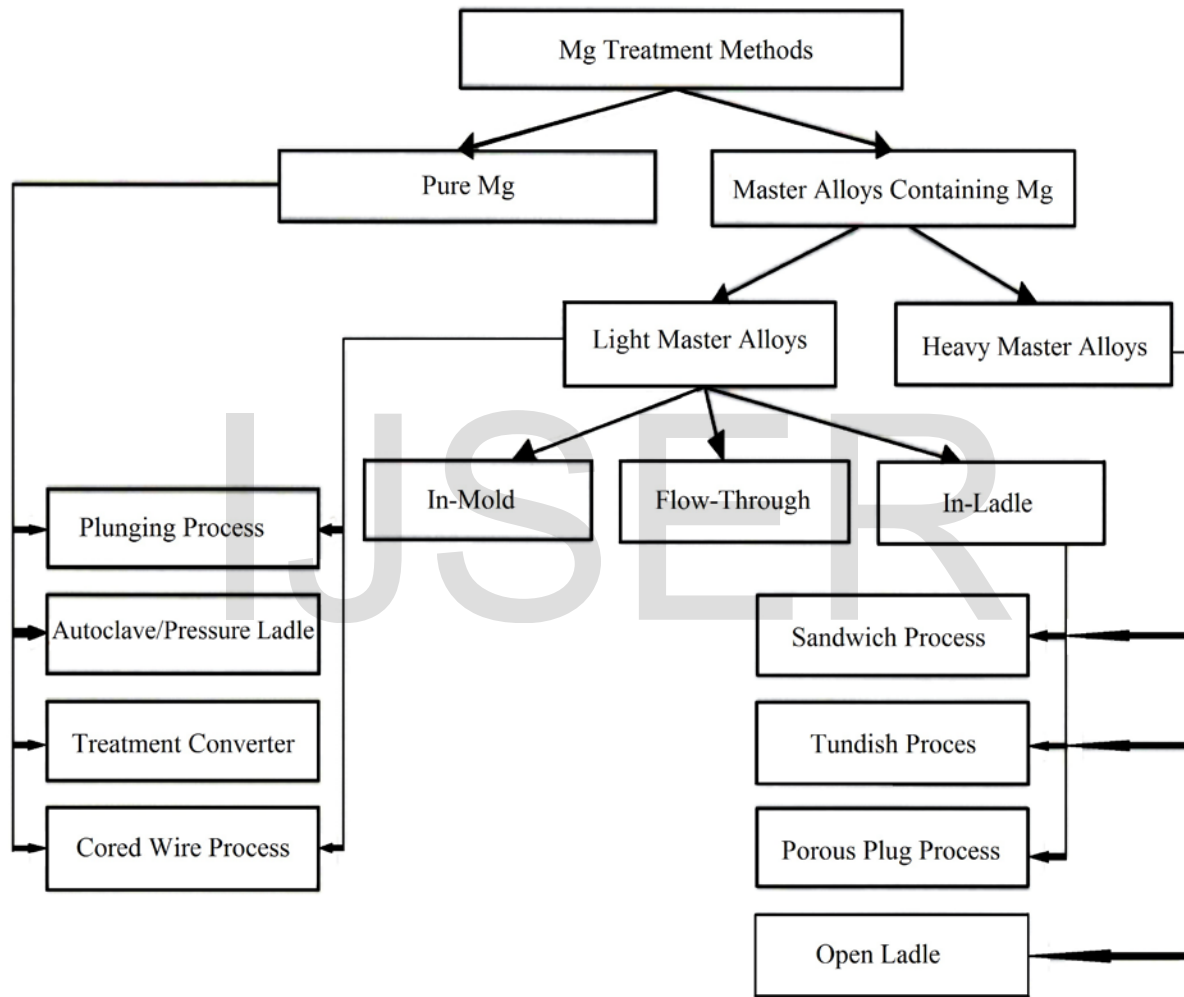 Mg Treatment Methods
Pure Mg
Master Alloys Containing Mg
Light Master Alloys
Heavy Master Alloys
In-Mold
Flow-Through
In-Ladle
Plunging Process
Autoclave/Pressure Ladle
Treatment Converter
Cored Wire Process
Sandwich Process
Tundish Proces
Porous Plug Process
Open Ladle
IJSER